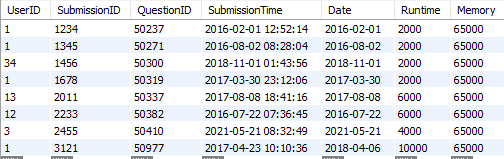 UserID SubmissionID QuestionID SubmissionTime Date Runtime Memory
1 1234 50237 2016-02-01 12:52:14 2016-02-01 2000 65000
1 1345 50271 2016-08-02 08:28:04 2016-08-02 2000 65000
34 1456 50300 2018-11-01 01:43:56 2018-11-01 2000 65000
1 1678 50319 2017-03-30 23:12:06 2017-03-30 2000 65000
13 2011 50337 2017-08-08 18:41:16 2017-08-08 6000 65000
12 2233 50382 2016-07-22 07:36:45 2016-07-22 6000 65000
3 2455 50410 2021-05-21 08:32:49 2021-05-21 4000 65000
1 3121 50977 2017-04-23 10:10:36 2018-04-06 10000 65000